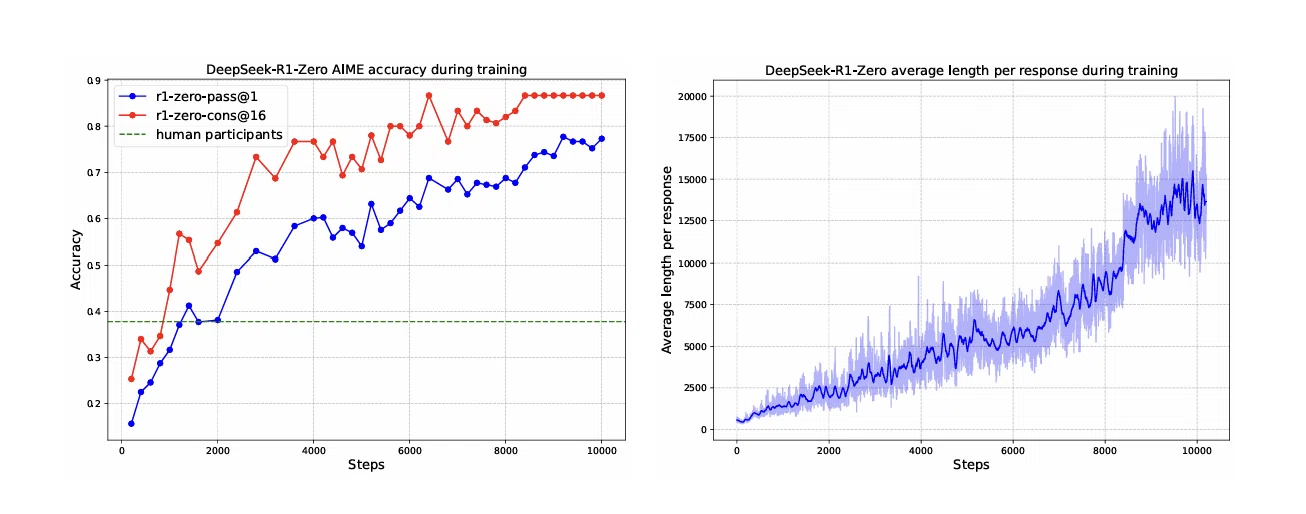 DeepSeek-R1-Zero AIME accuracy during training
0.9
0.8
0.7
0.6
0.5
0.4
0.3
0.2
Accuracy
r1-zero-pass@1
r1-zero-cons@16
human participants
0 2000 4000 6000 8000 10000
Steps
DeepSeek-R1-Zero average length per response during training
20000
17500
15000
12500
10000
7500
5000
2500
0
Average length per response
0 2000 4000 6000 8000 10000
Steps